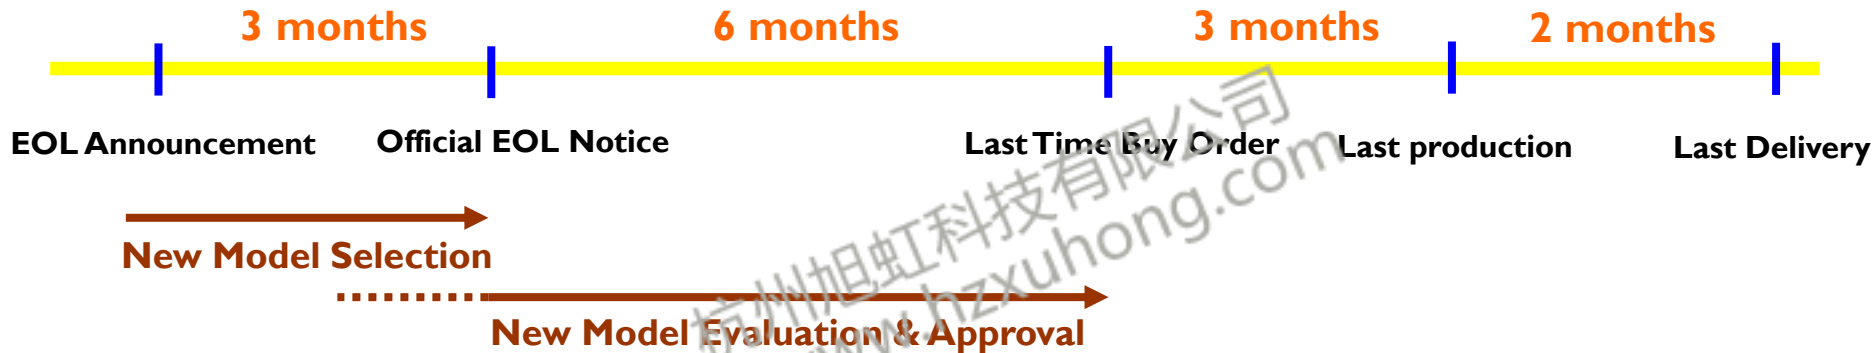 3 months 6 months 3 months 2 months
EOL Announcement Official EOL Notice Last Time Buy Order Last production Last Delivery
New Model Selection
New Model Evaluation & Approval
杭州旭虹科技有限公司
www.hzxuhong.com